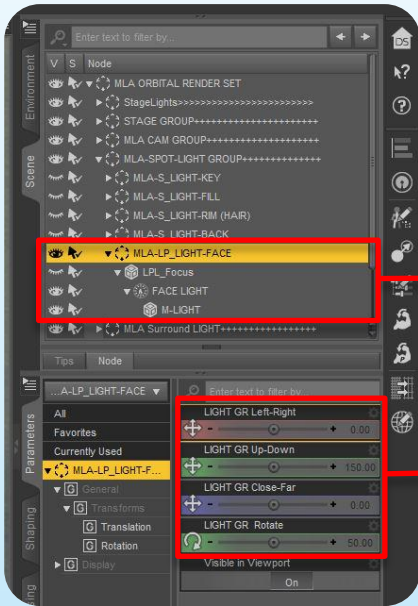 Enter text to filter by...
V S Node
MLA ORBITAL RENDER SET
StageLights>>>>>>>>>>>>>>>>>>>>>>>>
STAGE GROUP++++++++++++++++++++++
MLA CAM GROUP++++++++++++++++++++
MLA-SPOT-LIGHT GROUP+++++++++++++++
MLA-S_LIGHT-KEY
MLA-S_LIGHT-FILL
MLA-S_LIGHT-RIM (HAIR)
MLA-S_LIGHT-BACK
MLA-LP_LIGHT-FACE
LPL_Focus
FACE LIGHT
M-LIGHT
MLA Surround LIGHT+++++++++++++++++
Environment
Scene
DS
Tips Node
...A-LP_LIGHT-FACE
Enter text to filter by...
All
Favorites
Currently Used
MLA-LP_LIGHT-F...
G General
G Transforms
G Translation
G Rotation
G Display
LIGHT GR Left-Right
- + 0.00
LIGHT GR Up-Down
- + 150.00
LIGHT GR Close-Far
- + 0.00
LIGHT GR Rotate
- + 50.00
Visible in Viewport
On
Parameters
Shaping